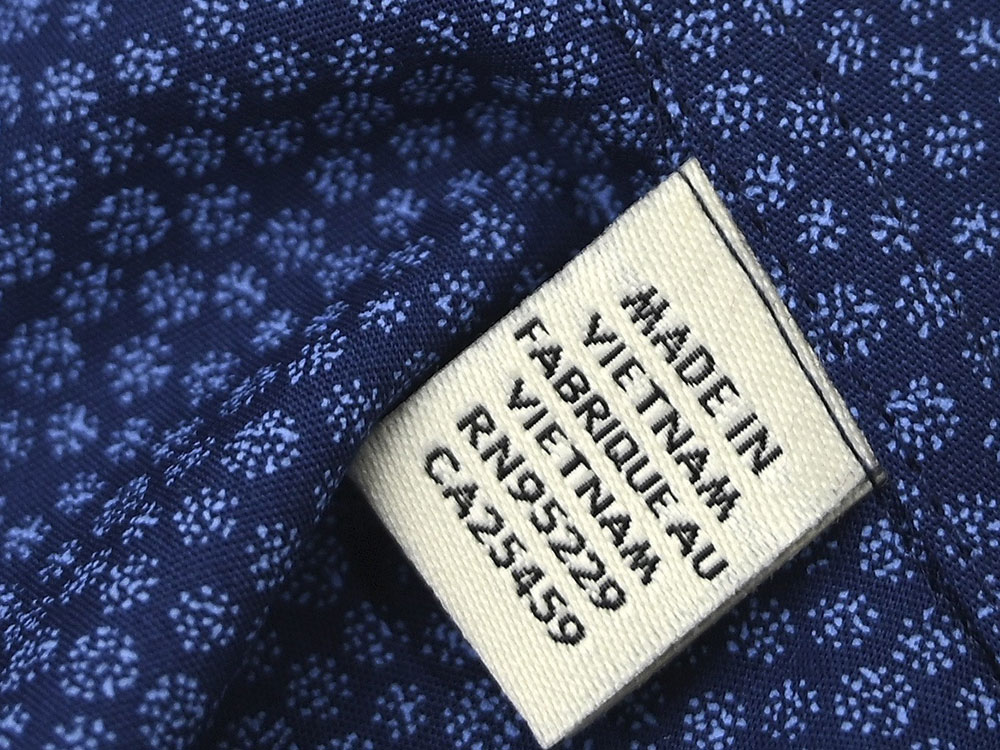 MADE IN
VIETNAM
FABRIQUE AU
VIETNAM
RN95229
CA25459